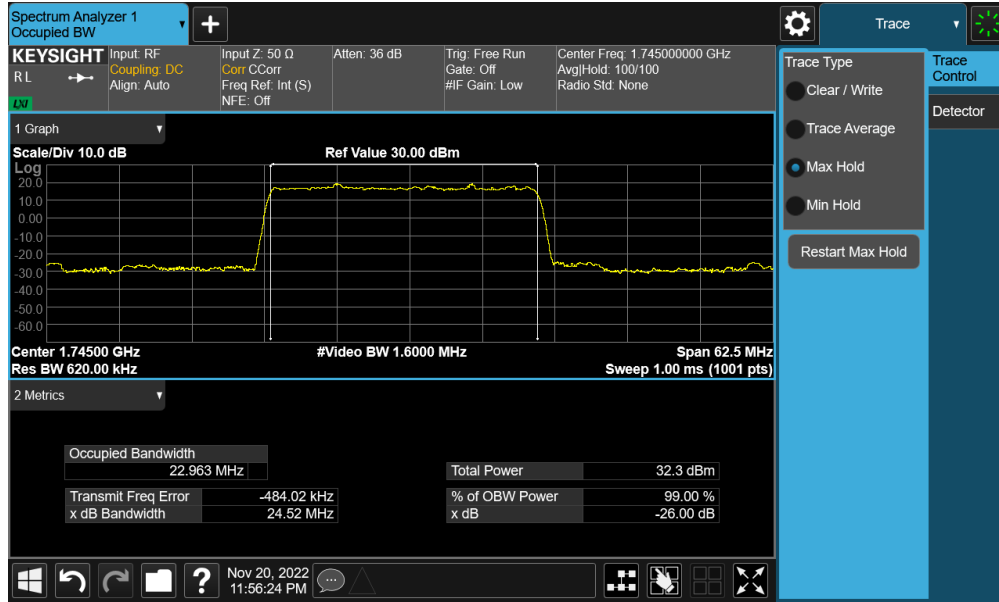 Spectrum Analyzer 1
Occupied BW
+
Trace
KEYSIGHT
R L
LXI
Input: RF
Coupling: DC
Align: Auto
Input Z: 50 Ω
Corr CCorr
Freq Ref: Int (S)
NFE: Off
Atten: 36 dB
Trig: Free Run
Gate: Off
#IF Gain: Low
Center Freq: 1.745000000 GHz
Avg|Hold: 100/100
Radio Std: None
1 Graph
Scale/Div 10.0 dB
Ref Value 30.00 dBm
Log
20.0
10.0
0.00
-10.0
-20.0
-30.0
-40.0
-50.0
-60.0
Center 1.74500 GHz
#Video BW 1.6000 MHz
Span 62.5 MHz
Res BW 620.00 kHz
Sweep 1.00 ms (1001 pts)
2 Metrics
Occupied Bandwidth
22.963 MHz
Transmit Freq Error -484.02 kHz
x dB Bandwidth 24.52 MHz
Total Power 32.3 dBm
% of OBW Power 99.00 %
x dB -26.00 dB
Trace Type
Clear / Write
Trace Average
Max Hold
Min Hold
Restart Max Hold
Trace
Control
Detector
?
Nov 20, 2022
11:56:24 PM